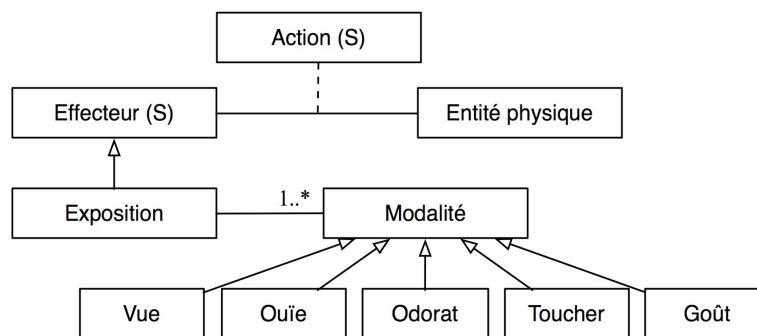 Action (S)
Effecteur (S)
Entité physique
Exposition
1..*
Modalité
Vue
Ouïe
Odorat
Toucher
Goût